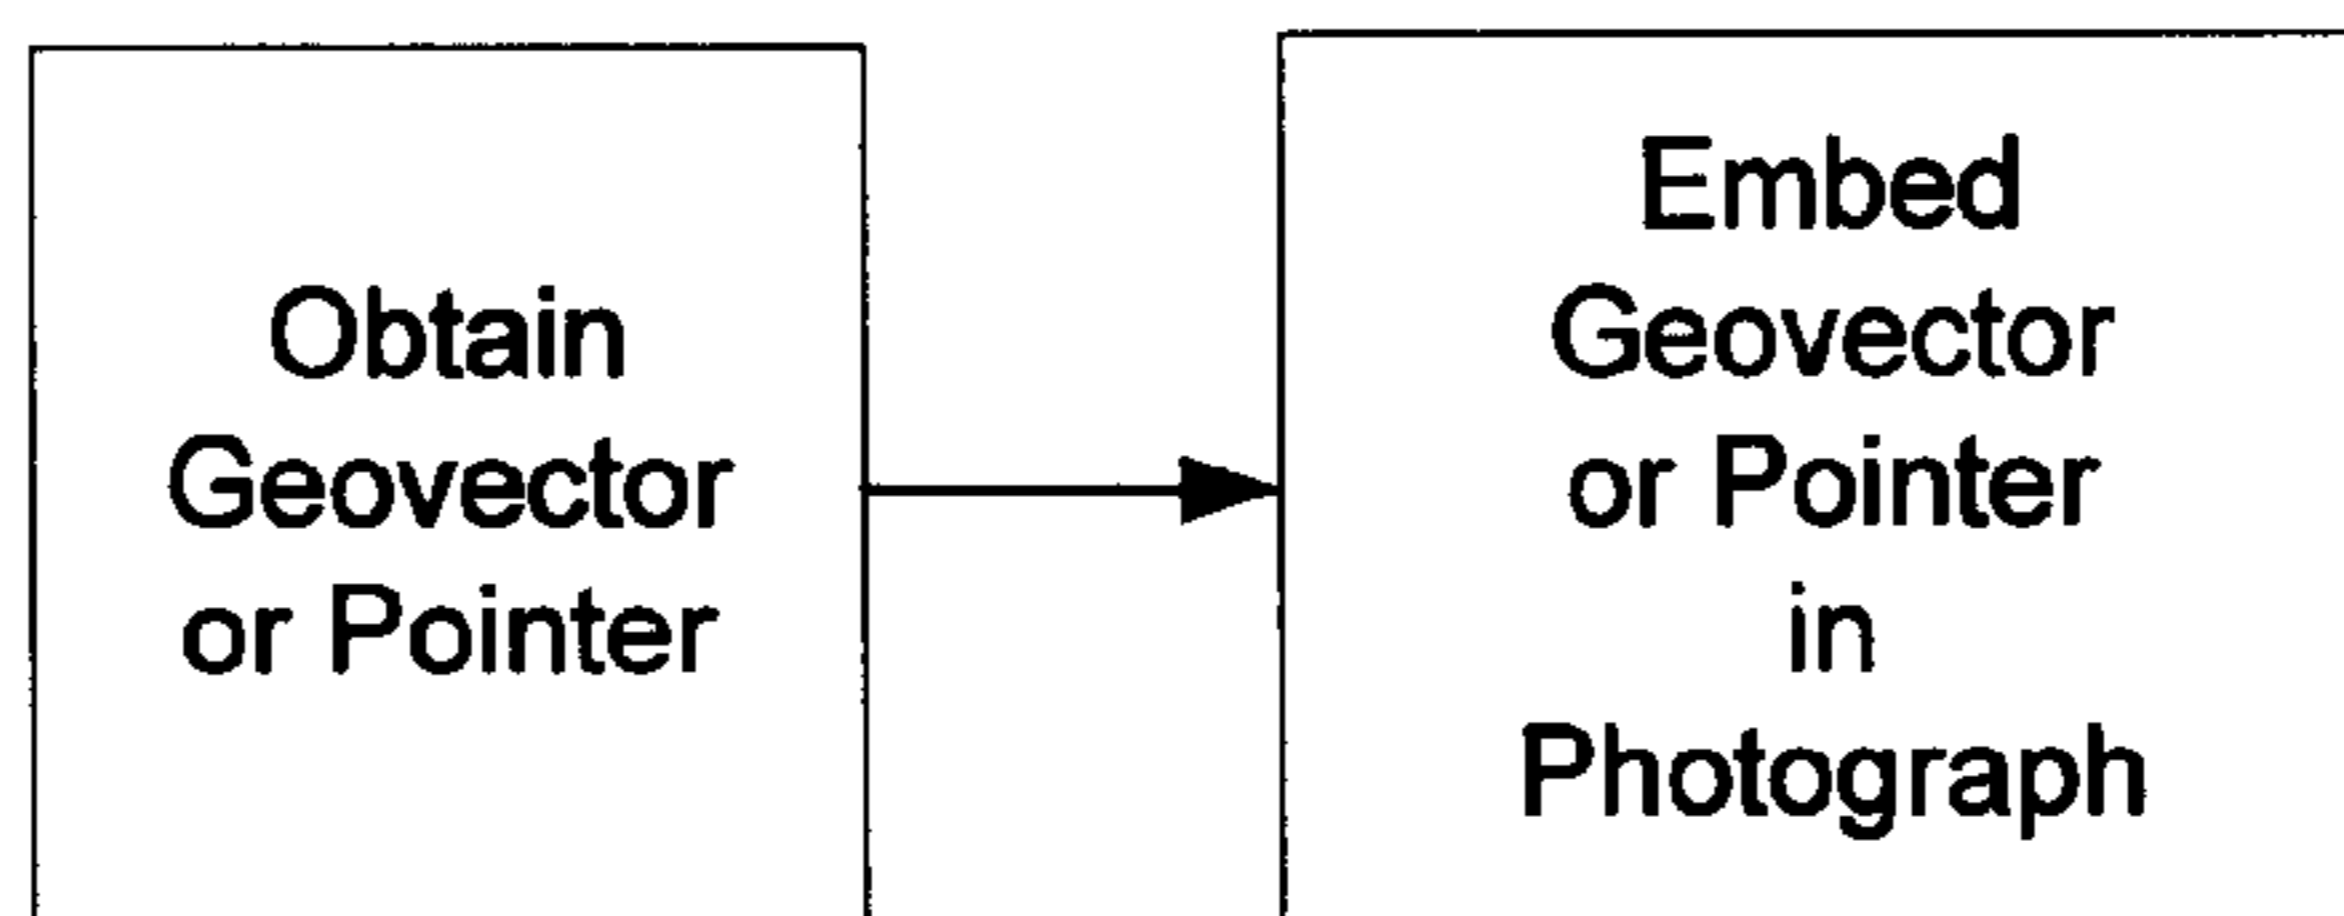 Obtain
Geovector
or Pointer
Embed
Geovector
or Pointer
in
Photograph